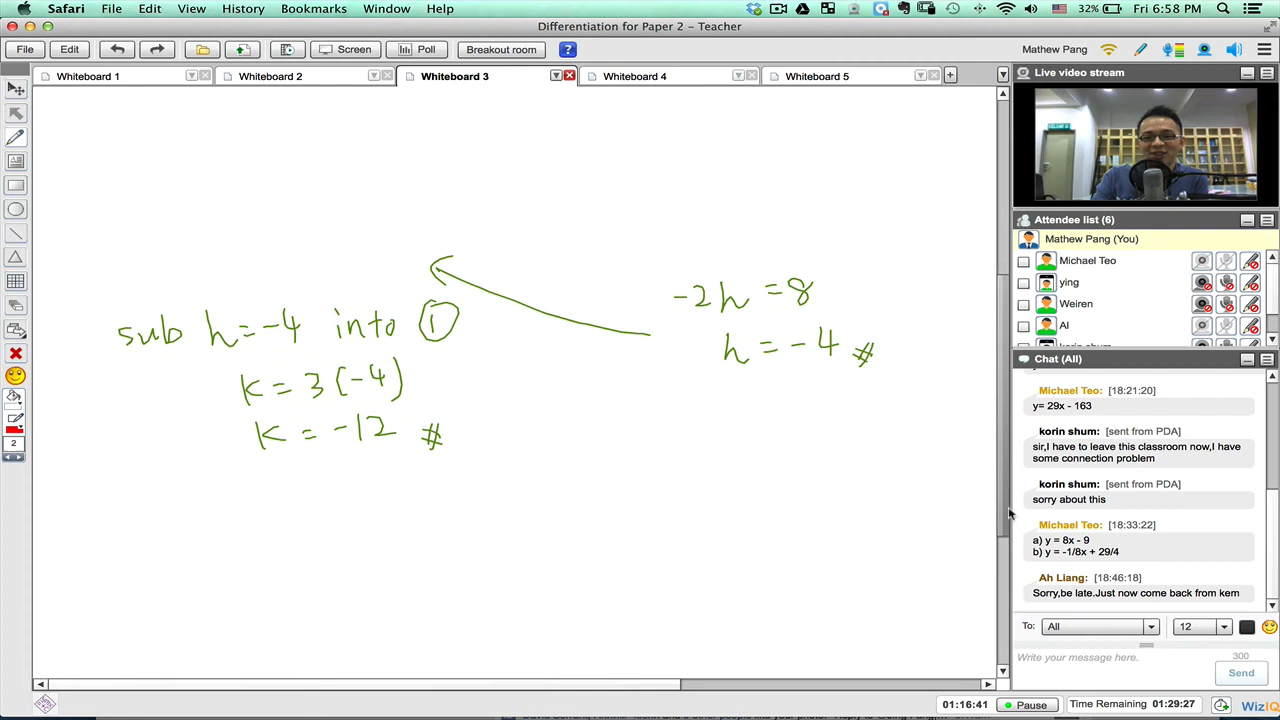 Safari File Edit View History Bookmarks Window Help 32% Fri 6:58 PM
Differentiation for Paper 2 - Teacher
File Edit Screen Poll Breakout room ? Mathew Pang
Whiteboard 1 Whiteboard 2 Whiteboard 3 Whiteboard 4 Whiteboard 5
Live video stream
Attendee list (6)
Mathew Pang (You)
Michael Teo
ying
Weiren
Al
-2h = 8
h = -4 #
sub h=-4 into ①
k = 3(-4)
k = -12 #
2
Chat (All)
Michael Teo: [18:21:20]
y= 29x - 163
korin shum: [sent from PDA]
sir,I have to leave this classroom now,I have
some connection problem
korin shum: [sent from PDA]
sorry about this
Michael Teo: [18:33:22]
a) y = 8x - 9
b) y = -1/8x + 29/4
Ah Liang: [18:46:18]
Sorry,be late.Just now come back from kem
To: All 12
Write your message here. 300
Send
01:16:41 Pause Time Remaining 01:29:27 WizIQ